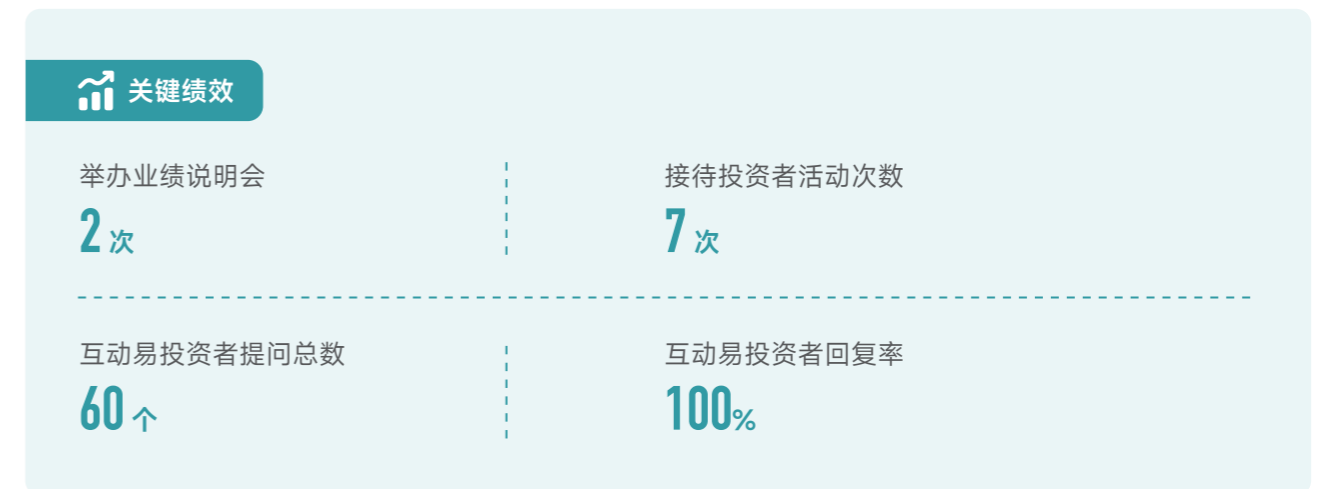 关键绩效
举办业绩说明会
2 次
接待投资者活动次数
7 次
互动易投资者提问总数
60 个
互动易投资者回复率
100%